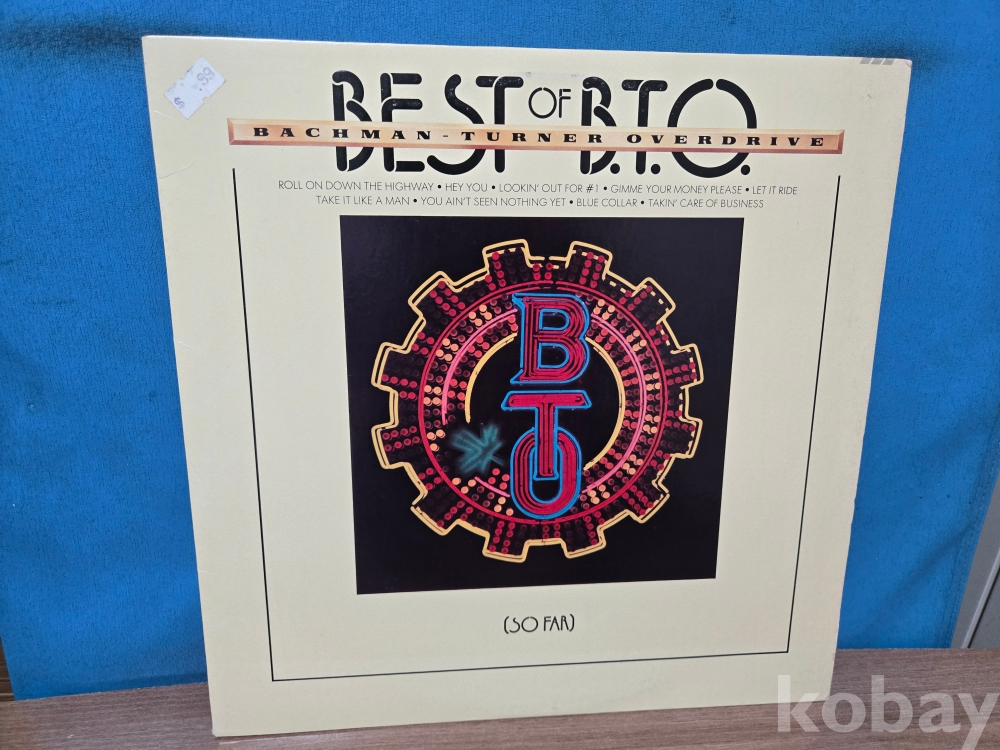 .99
BEST OF B.T.O.
BACHMAN-TURNER OVERDRIVE
ROLL ON DOWN THE HIGHWAY • HEY YOU • LOOKIN' OUT FOR #1 • GIMME YOUR MONEY PLEASE • LET IT RIDE
TAKE IT LIKE A MAN • YOU AIN'T SEEN NOTHING YET • BLUE COLLAR • TAKIN' CARE OF BUSINESS
B
T
O
(SO FAR)
kobay